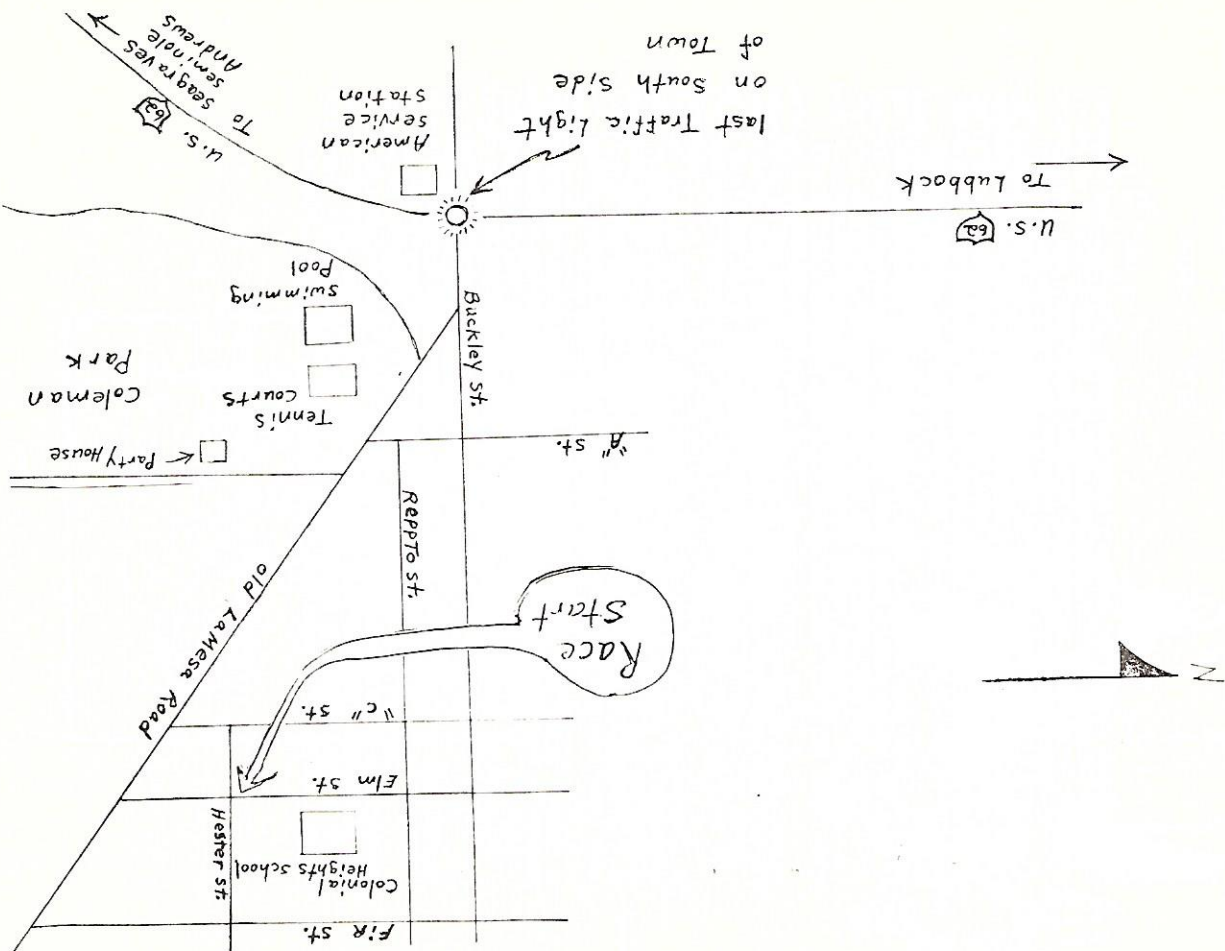 Fir St.
Colonial
Heights School
Hester St.
Elm St.
"C" St.
N
Race
Start
Old LaMesa Road
Reppto St.
Party House
"A" St.
Tennis
Courts
Coleman
Park
Buckley St.
Swimming
Pool
U.S. 62
To Lubbock
last Traffic Light
on South Side
of Town
American
Service
Station
U.S. 62
To Seagraves
Seminole
Andrews